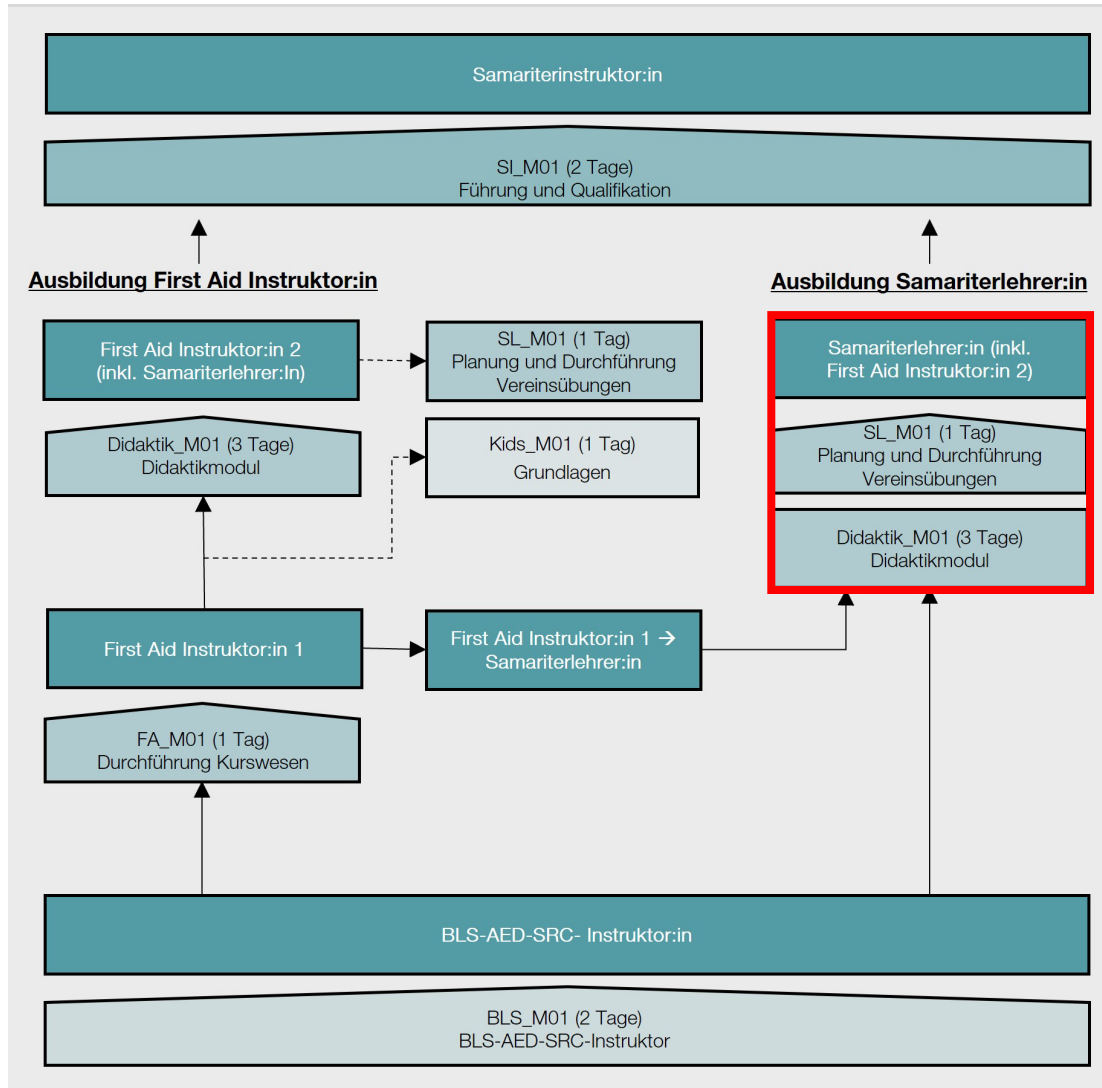 Samariterinstruktor:in
SI_M01 (2 Tage)
Führung und Qualifikation
Ausbildung First Aid Instruktor:in
Ausbildung Samariterlehrer:in
First Aid Instruktor:in 2
(inkl. Samariterlehrer:In)
SL_M01 (1 Tag)
Planung und Durchführung
Vereinsübungen
Samariterlehrer:in (inkl.
First Aid Instruktor:in 2)
Didaktik_M01 (3 Tage)
Didaktikmodul
Kids_M01 (1 Tag)
Grundlagen
SL_M01 (1 Tag)
Planung und Durchführung
Vereinsübungen
Didaktik_M01 (3 Tage)
Didaktikmodul
First Aid Instruktor:in 1
First Aid Instruktor:in 1 →
Samariterlehrer:in
FA_M01 (1 Tag)
Durchführung Kurswesen
BLS-AED-SRC- Instruktor:in
BLS_M01 (2 Tage)
BLS-AED-SRC-Instruktor